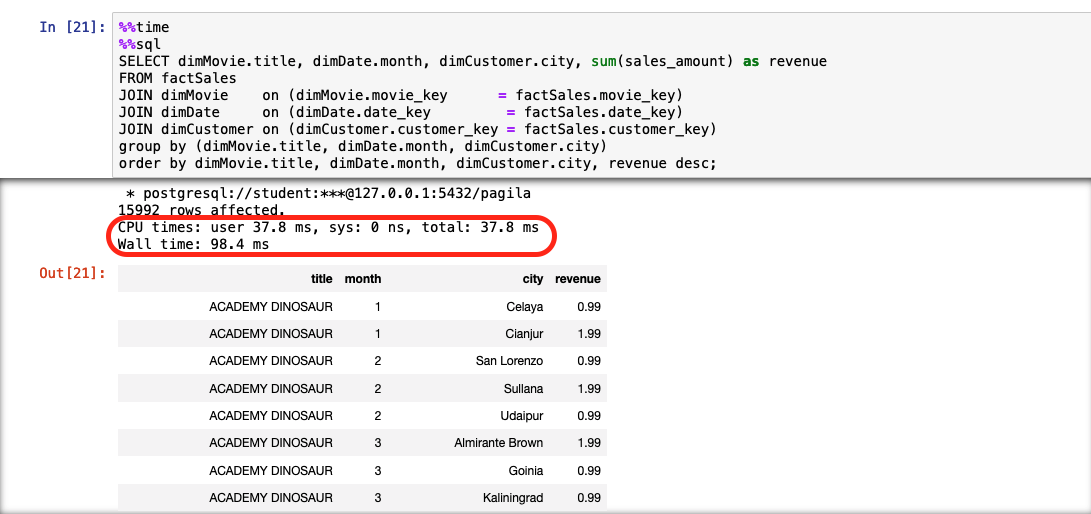 In [21]: %%time
%%sql
SELECT dimMovie.title, dimDate.month, dimCustomer.city, sum(sales_amount) as revenue
FROM factSales
JOIN dimMovie    on (dimMovie.movie_key      = factSales.movie_key)
JOIN dimDate     on (dimDate.date_key         = factSales.date_key)
JOIN dimCustomer on (dimCustomer.customer_key = factSales.customer_key)
group by (dimMovie.title, dimDate.month, dimCustomer.city)
order by dimMovie.title, dimDate.month, dimCustomer.city, revenue desc;
* postgresql://student:***@127.0.0.1:5432/pagila
15992 rows affected.
CPU times: user 37.8 ms, sys: 0 ns, total: 37.8 ms
Wall time: 98.4 ms
Out[21]: title month city revenue
ACADEMY DINOSAUR 1 Celaya 0.99
ACADEMY DINOSAUR 1 Cianjur 1.99
ACADEMY DINOSAUR 2 San Lorenzo 0.99
ACADEMY DINOSAUR 2 Sullana 1.99
ACADEMY DINOSAUR 2 Udaipur 0.99
ACADEMY DINOSAUR 3 Almirante Brown 1.99
ACADEMY DINOSAUR 3 Goinia 0.99
ACADEMY DINOSAUR 3 Kaliningrad 0.99